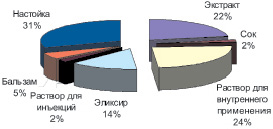 Настойка
31%
Экстракт
22%
Сок
2%
Раствор для
внутреннего
применения
24%
Эликсир
14%
Раствор для
инъекций
2%
Бальзам
5%